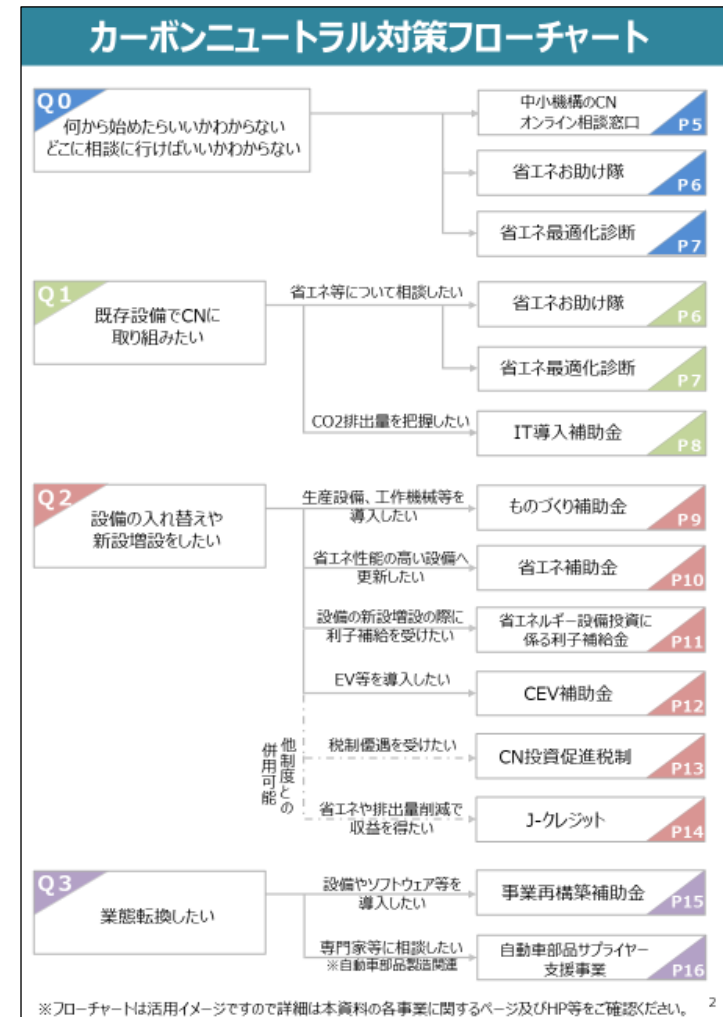 カーボンニュートラル対策フローチャート
Q0
何から始めたらいいかわからない
どこに相談に行けばいいかわからない
中小機構のCN
オンライン相談窓口
P5
省エネお助け隊
P6
省エネ最適化診断
P7
Q1
既存設備でCNに
取り組みたい
省エネ等について相談したい
省エネお助け隊
P6
省エネ最適化診断
P7
CO2排出量を把握したい
IT導入補助金
P8
Q2
設備の入れ替えや
新設増設をしたい
生産設備、工作機械等を
導入したい
ものづくり補助金
P9
省エネ性能の高い設備へ
更新したい
省エネ補助金
P10
設備の新設増設の際に
利子補給を受けたい
省エネルギー設備投資に
係る利子補給金
P11
EV等を導入したい
CEV補助金
P12
他制度との
併用可能
税制優遇を受けたい
CN投資促進税制
P13
省エネや排出量削減で
収益を得たい
J-クレジット
P14
Q3
業態転換したい
設備やソフトウェア等を
導入したい
事業再構築補助金
P15
専門家等に相談したい
※自動車部品製造関連
自動車部品サプライヤー
支援事業
P16
※フローチャートは活用イメージですので詳細は本資料の各事業に関するページ及びHP等をご確認ください。
2